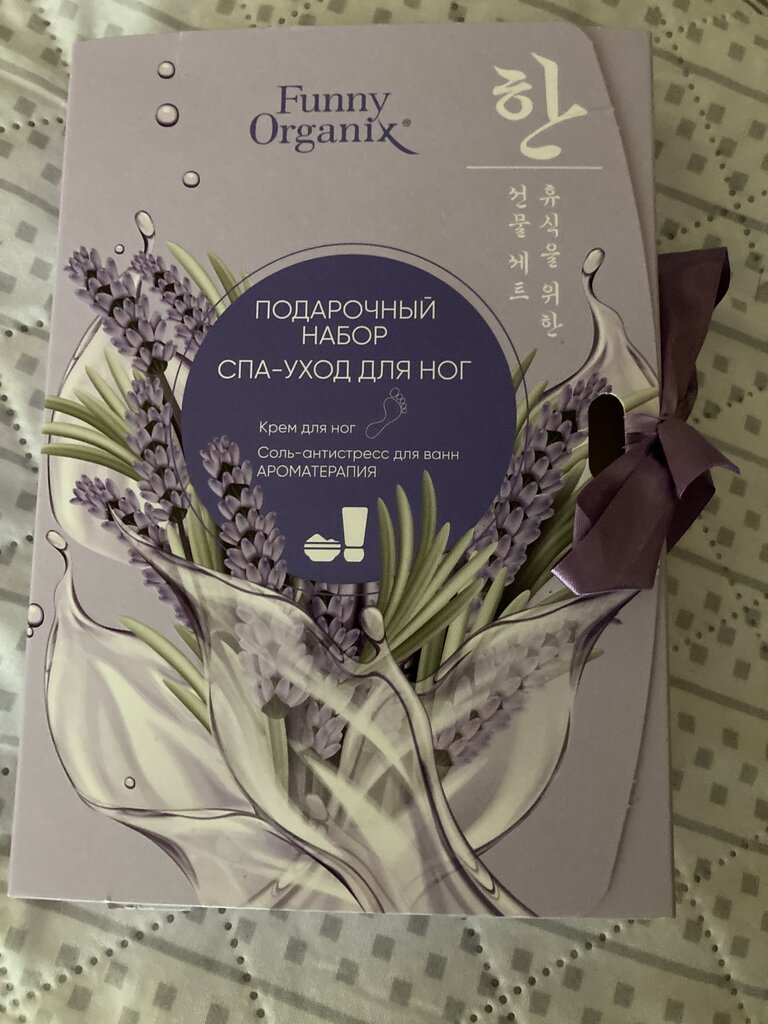 Funny
Organix®
한
휴식을 위한
선물 세트
ПОДАРОЧНЫЙ
НАБОР
СПА-УХОД ДЛЯ НОГ
Крем для ног
Соль-антистресс для ванн
АРОМАТЕРАПИЯ